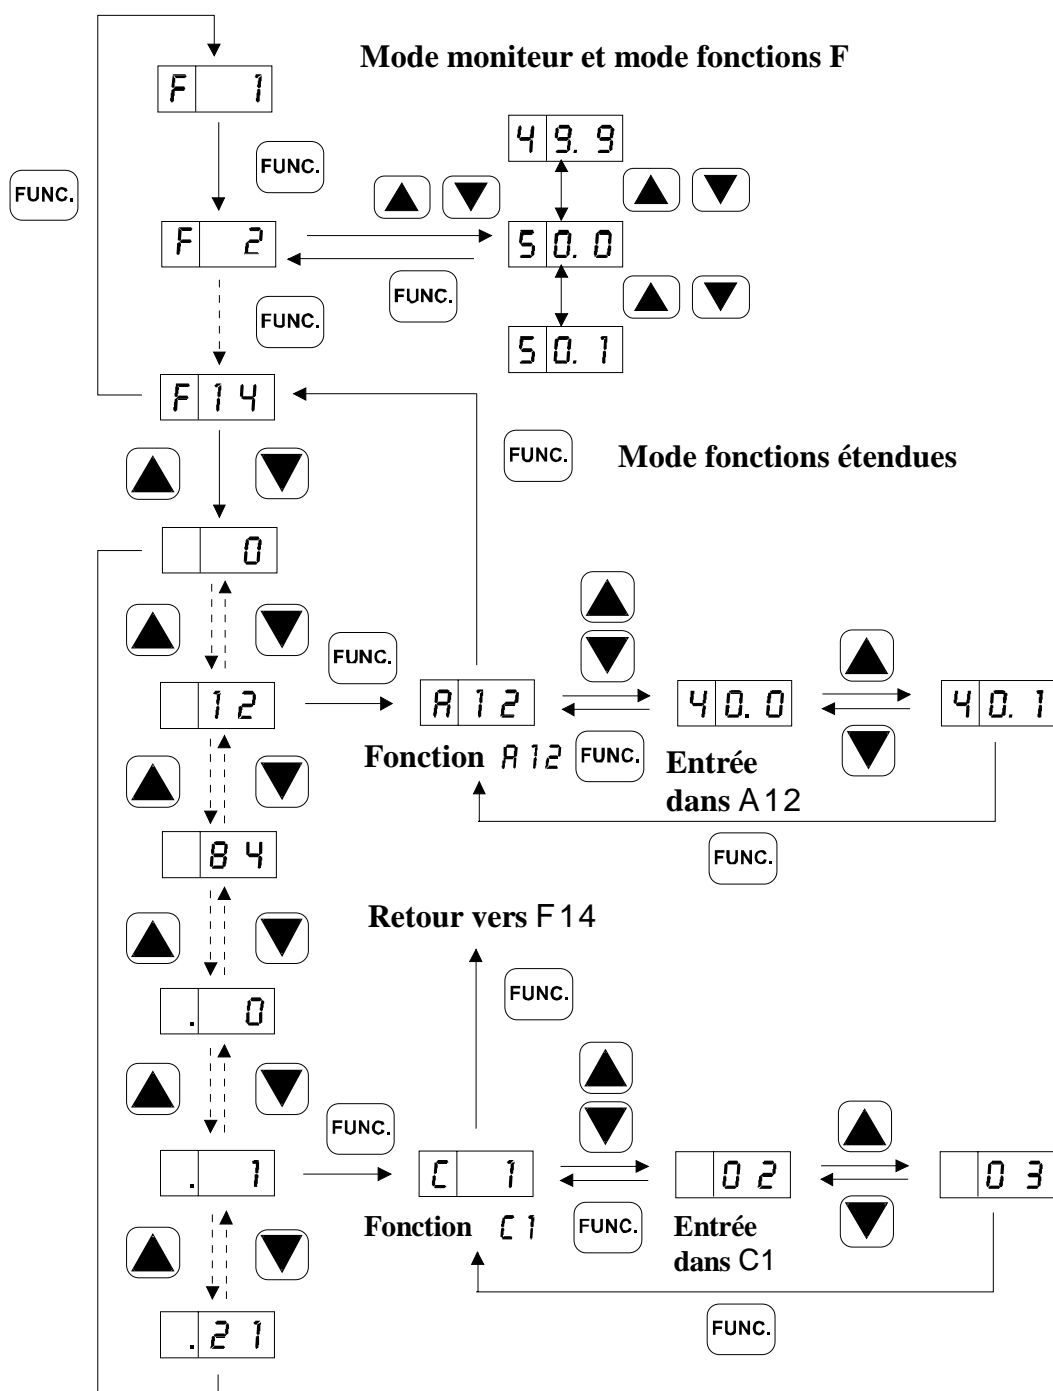 Mode moniteur et mode fonctions F
F 1
FUNC.
FUNC.
49.9
F 2
50.0
FUNC.
FUNC.
50.1
F14
FUNC.
Mode fonctions étendues
0
FUNC.
12
A12
40.0
40.1
Fonction A12
FUNC.
Entrée
dans A12
FUNC.
84
Retour vers F14
FUNC.
. 0
FUNC.
. 1
C 1
02
03
Fonction C1
FUNC.
Entrée
dans C1
FUNC.
.21